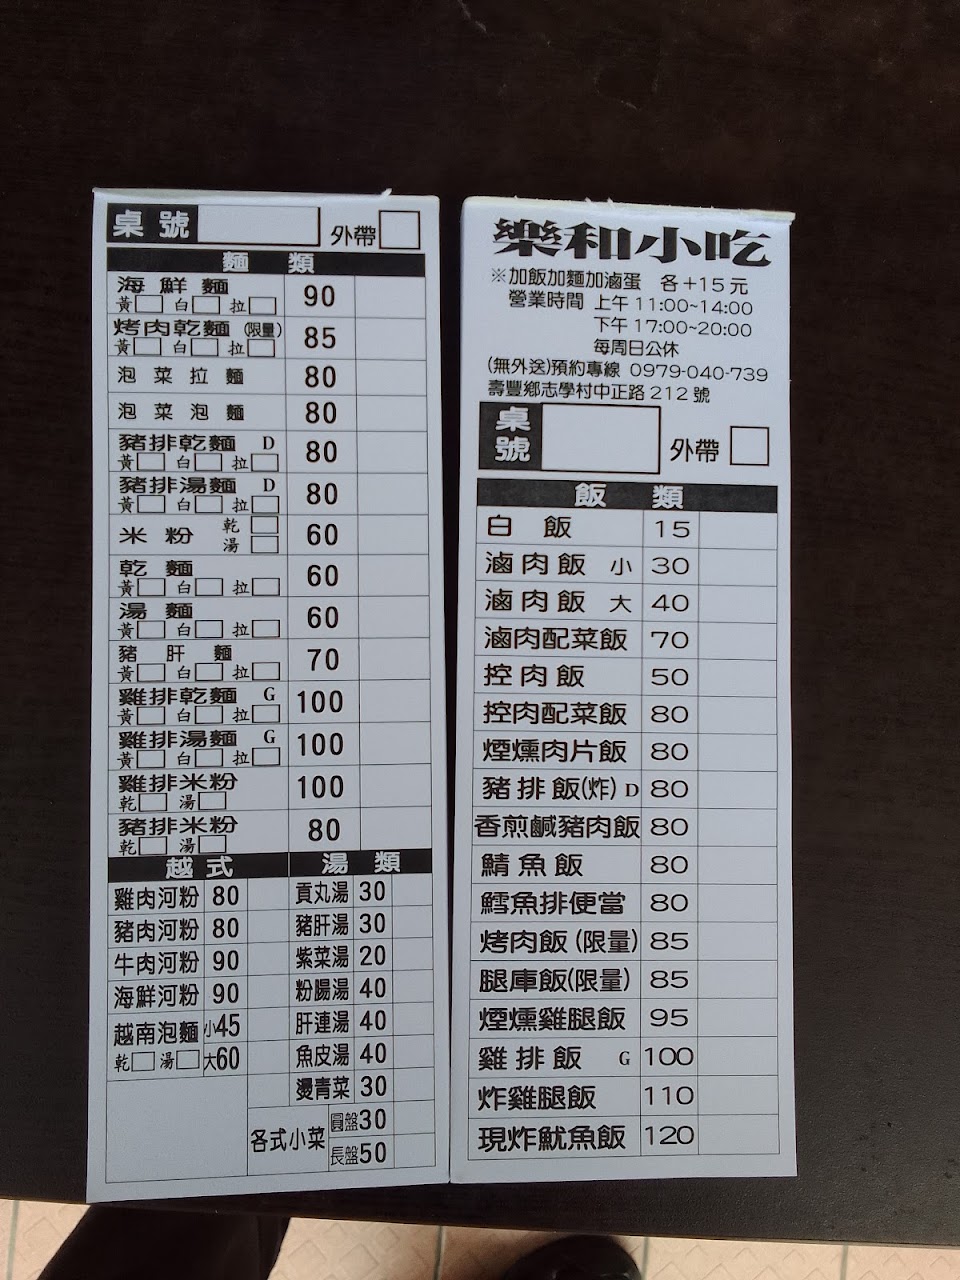 桌號 外帶
麵類
海鮮麵 90
黃 白 拉
烤肉乾麵 (限量) 85
黃 白 拉
泡菜拉麵 80
泡菜泡麵 80
豬排乾麵 D 80
黃 白 拉
豬排湯麵 D 80
黃 白 拉
米粉 乾 湯 60
乾麵 60
黃 白 拉
湯麵 60
黃 白 拉
豬肝麵 70
黃 白 拉
雞排乾麵 G 100
黃 白 拉
雞排湯麵 G 100
黃 白 拉
雞排米粉 100
乾 湯
豬排米粉 80
乾 湯
越式
雞肉河粉 80
豬肉河粉 80
牛肉河粉 90
海鮮河粉 90
越南泡麵 小45
乾 湯 大60
湯類
貢丸湯 30
豬肝湯 30
紫菜湯 20
粉腸湯 40
肝連湯 40
魚皮湯 40
燙青菜 30
各式小菜 圓盤30
長盤50
樂和小吃
※加飯加麵加滷蛋 各+15元
營業時間 上午11:00~14:00
下午17:00~20:00
每周日公休
(無外送)預約專線 0979-040-739
壽豐鄉志學村中正路212號
桌號 外帶
飯類
白飯 15
滷肉飯 小 30
滷肉飯 大 40
滷肉配菜飯 70
控肉飯 50
控肉配菜飯 80
煙燻肉片飯 80
豬排飯(炸) D 80
香煎鹹豬肉飯 80
鯖魚飯 80
鱈魚排便當 80
烤肉飯(限量) 85
腿庫飯(限量) 85
煙燻雞腿飯 95
雞排飯 G 100
炸雞腿飯 110
現炸魷魚飯 120